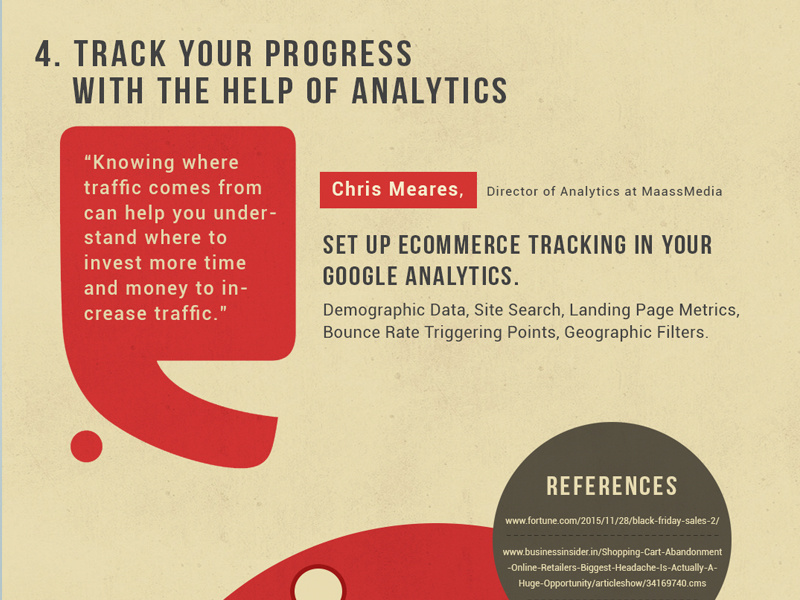 4. TRACK YOUR PROGRESS
WITH THE HELP OF ANALYTICS
“Knowing where
traffic comes from
can help you under-
stand where to
invest more time
and money to in-
crease traffic."
Chris Meares, Director of Analytics at MaassMedia
SET UP ECOMMERCE TRACKING IN YOUR
GOOGLE ANALYTICS.
Demographic Data, Site Search, Landing Page Metrics,
Bounce Rate Triggering Points, Geographic Filters.
REFERENCES
www.fortune.com/2015/11/28/black-friday-sales-2/
www.businessinsider.in/Shopping-Cart-Abandonment
-Online-Retailers-Biggest-Headache-Is-Actually-A-
Huge-Opportunity/articleshow/34169740.cms